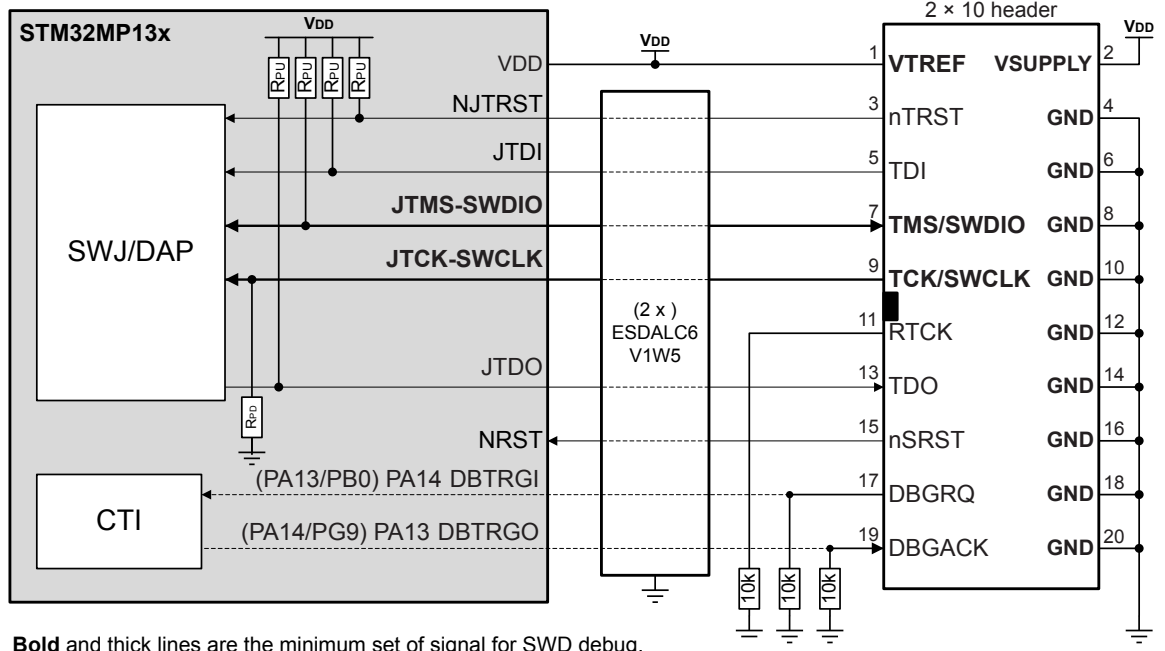 2 × 10 header
STM32MP13x
VDD
VDD
VDD
RPU
RPU
RPU
RPU
VDD
1
VTREF
VSUPPLY
2
NJTRST
3
nTRST
GND
4
JTDI
5
TDI
GND
6
JTMS-SWDIO
7
TMS/SWDIO
GND
8
SWJ/DAP
JTCK-SWCLK
9
TCK/SWCLK
GND
10
(2 x )
ESDALC6
V1W5
11
RTCK
GND
12
JTDO
13
TDO
GND
14
RPD
NRST
15
nSRST
GND
16
(PA13/PB0) PA14 DBTRGI
17
DBGRQ
GND
18
CTI
(PA14/PG9) PA13 DBTRGO
19
DBGACK
GND
20
10k
10k
10k
Bold and thick lines are the minimum set of signal for SWD debug.